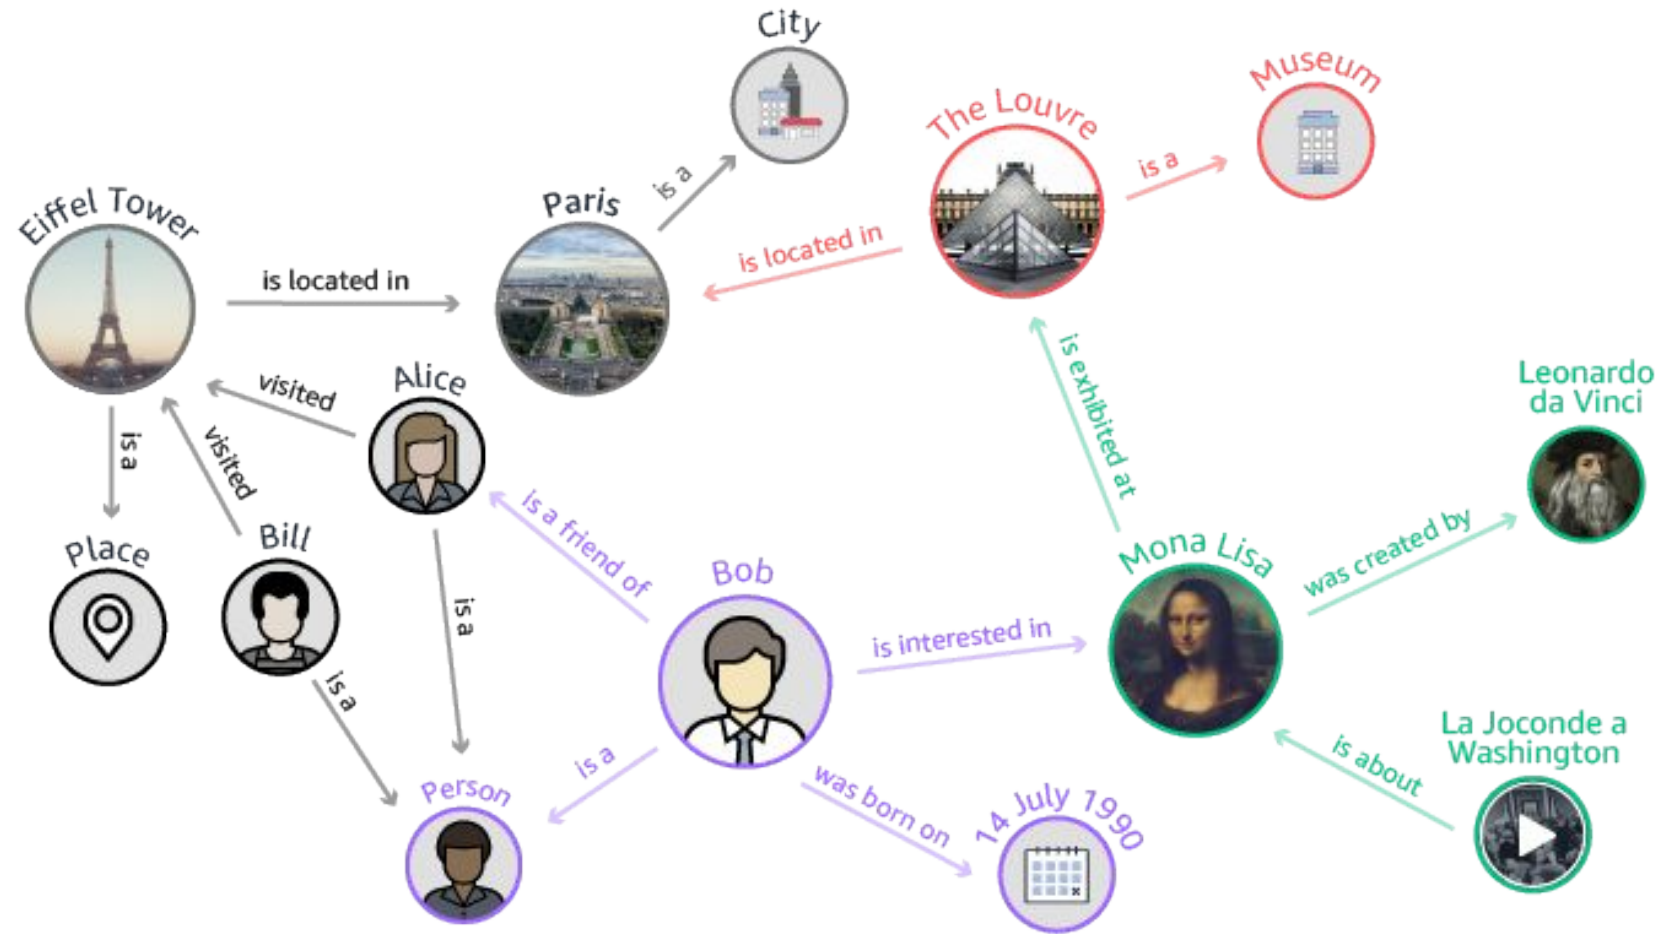 City
Museum
The Louvre
is a
is a
Eiffel Tower
Paris
is located in
is located in
Alice
visited
is exhibited at
Leonardo
da Vinci
is a
visited
Place
Bill
is a friend of
was created by
Mona Lisa
Bob
is a
is interested in
is a
La Joconde a
Washington
is about
is a
Person
was born on
14 July 1990